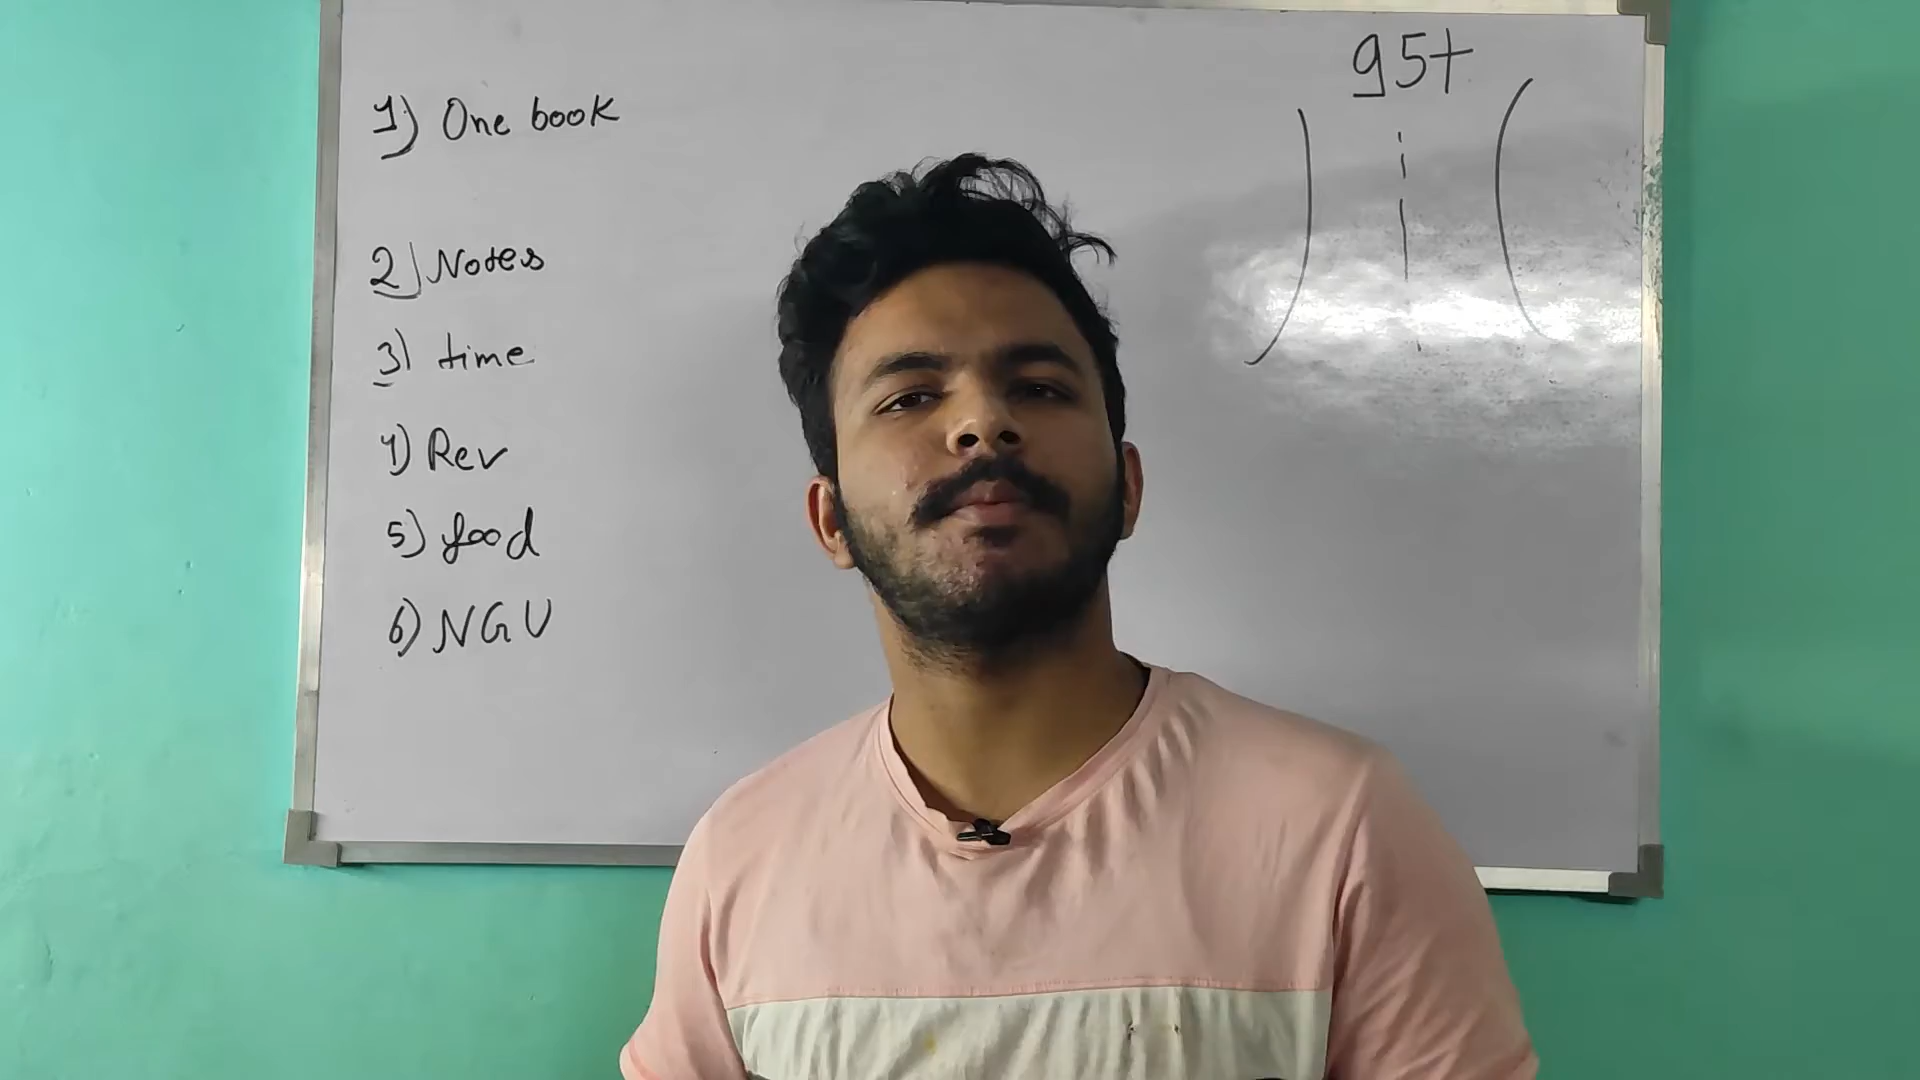 1) One book
2) Notes
3) time
4) Rev
5) food
6) NGU
95+